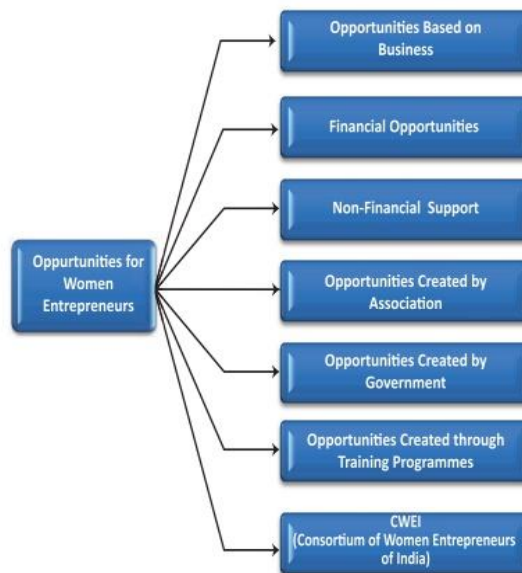 Opportunities Based on
Business
Financial Opportunities
Non-Financial Support
Oppurtunities for
Women
Entrepreneurs
Opportunities Created by
Association
Opportunities Created by
Government
Opportunities Created through
Training Programmes
CWEI
(Consortium of Women Entrepreneurs
of India)